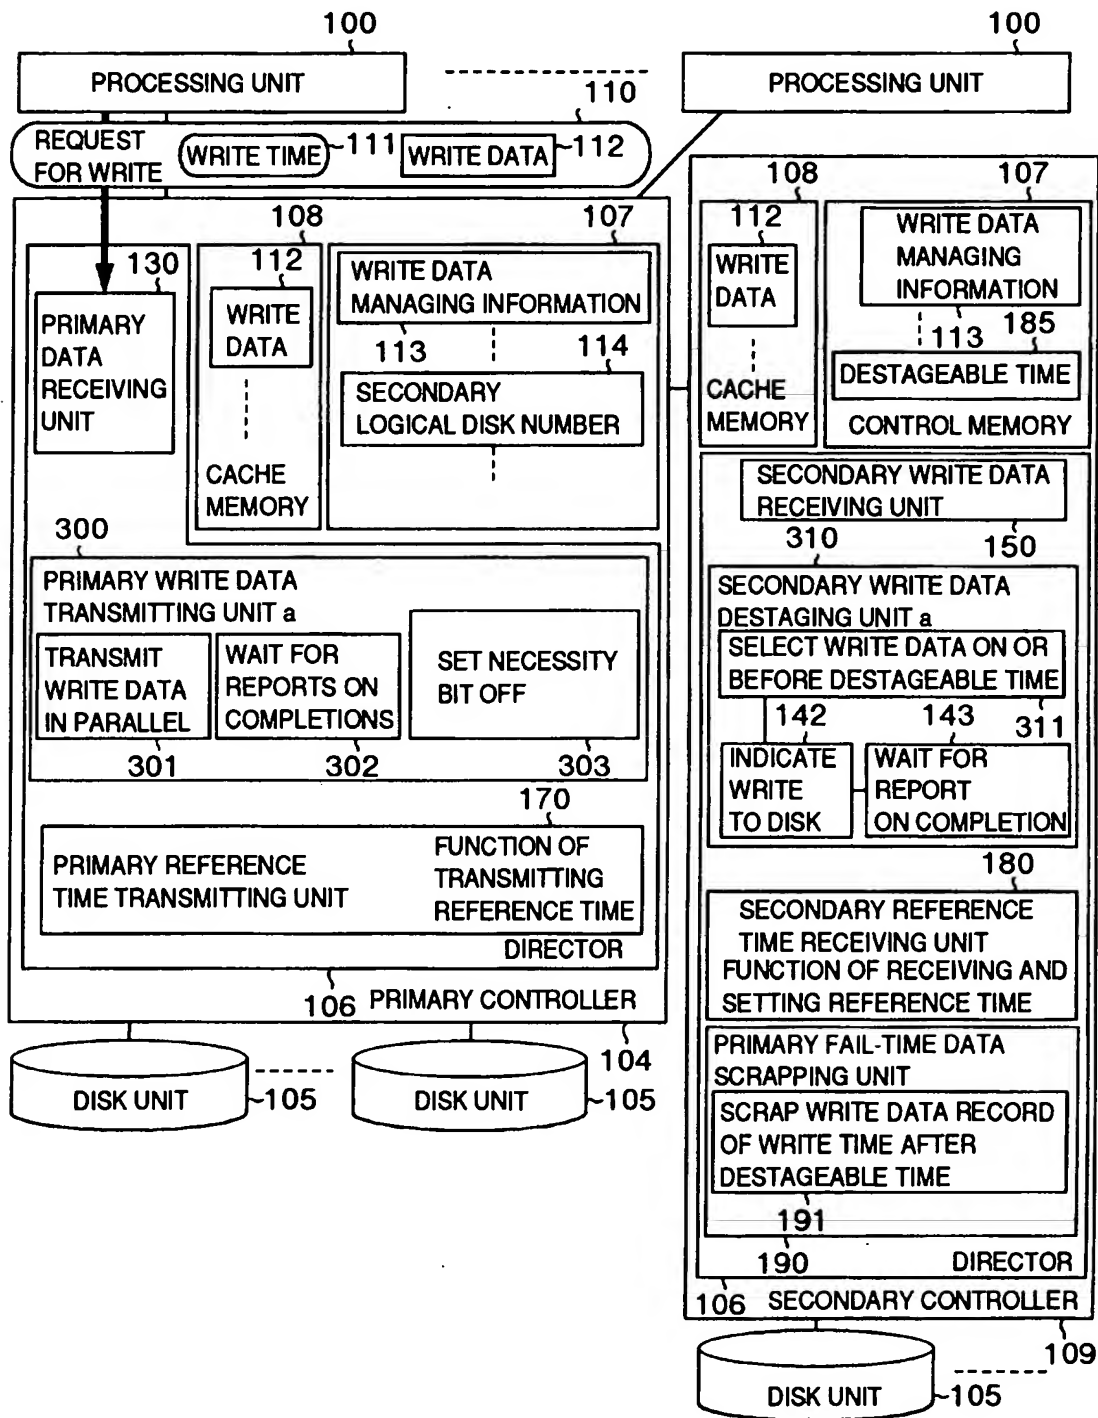 100
PROCESSING UNIT
100
PROCESSING UNIT
110
REQUEST
FOR WRITE
WRITE TIME
111
WRITE DATA
112
108
107
130
PRIMARY
DATA
RECEIVING
UNIT
112
WRITE
DATA
CACHE
MEMORY
WRITE DATA
MANAGING INFORMATION
113
114
SECONDARY
LOGICAL DISK NUMBER
300
PRIMARY WRITE DATA
TRANSMITTING UNIT a
TRANSMIT
WRITE DATA
IN PARALLEL
301
WAIT FOR
REPORTS ON
COMPLETIONS
302
SET NECESSITY
BIT OFF
303
170
PRIMARY REFERENCE
TIME TRANSMITTING UNIT
FUNCTION OF
TRANSMITTING
REFERENCE TIME
DIRECTOR
106
PRIMARY CONTROLLER
104
DISK UNIT
105
DISK UNIT
105
108
107
112
WRITE
DATA
CACHE
MEMORY
WRITE DATA
MANAGING
INFORMATION
113
185
DESTAGEABLE TIME
CONTROL MEMORY
SECONDARY WRITE DATA
RECEIVING UNIT
150
310
SECONDARY WRITE DATA
DESTAGING UNIT a
SELECT WRITE DATA ON OR
BEFORE DESTAGEABLE TIME
311
142
INDICATE
WRITE
TO DISK
143
WAIT FOR
REPORT
ON COMPLETION
180
SECONDARY REFERENCE
TIME RECEIVING UNIT
FUNCTION OF RECEIVING AND
SETTING REFERENCE TIME
PRIMARY FAIL-TIME DATA
SCRAPPING UNIT
SCRAP WRITE DATA RECORD
OF WRITE TIME AFTER
DESTAGEABLE TIME
191
190
DIRECTOR
106
SECONDARY CONTROLLER
109
DISK UNIT
105